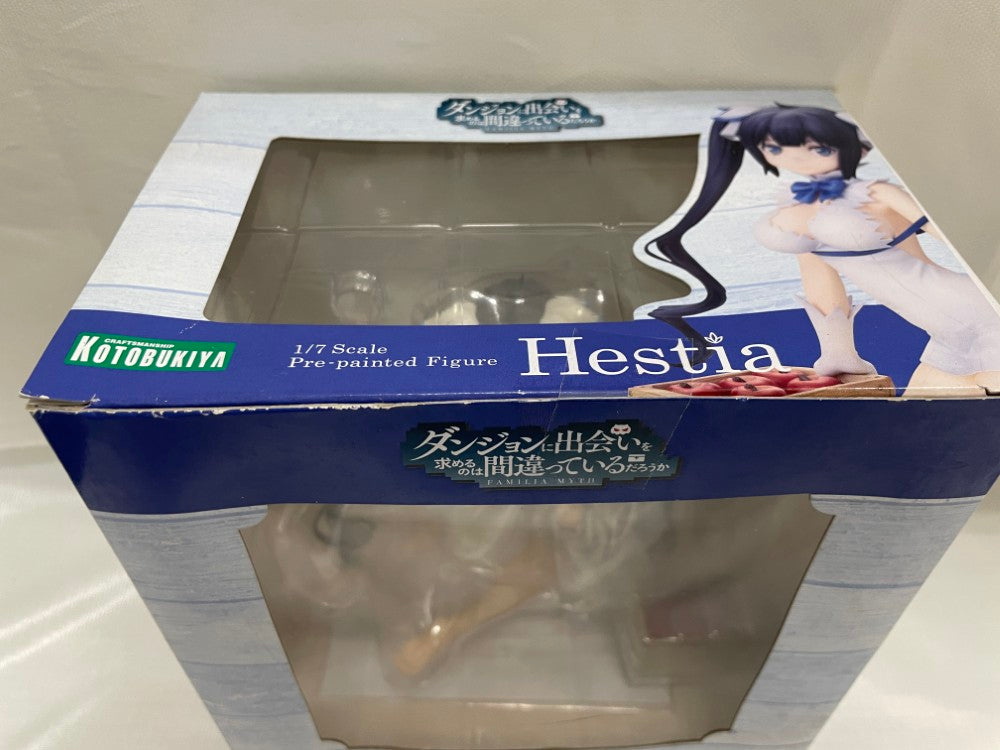 ダンジョンに出会いを
求めるのは間違っているだろうか
FAMILIA MYTH
CRAFTSMANSHIP
KOTOBUKIYA
1/7 Scale
Pre-painted Figure
Hestia
ダンジョンに出会いを
求めるのは間違っているだろうか
FAMILIA MYTH